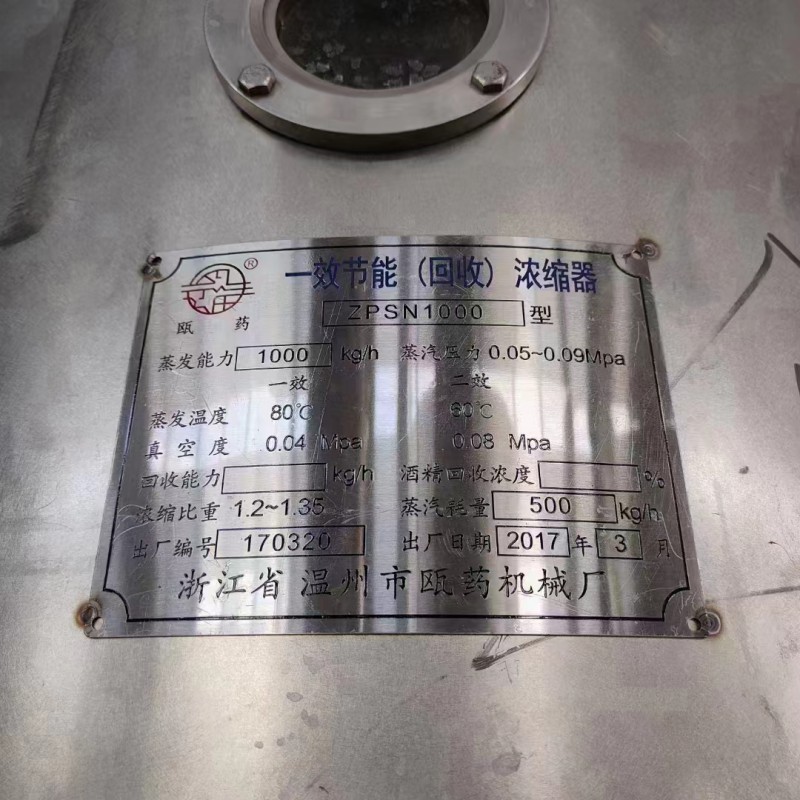 一效节能(回收)浓缩器
瓯药 ®
ZPSN1000 型
蒸发能力 1000 kg/h 蒸汽压力 0.05~0.09Mpa
一效 二效
蒸发温度 80℃ 60℃
真空度 0.04 Mpa 0.08 Mpa
回收能力 kg/h 酒精回收浓度 %
浓缩比重 1.2~1.35 蒸汽耗量 500 kg/h
出厂编号 170320 出厂日期 2017 年 3 月
浙江省温州市瓯药机械厂